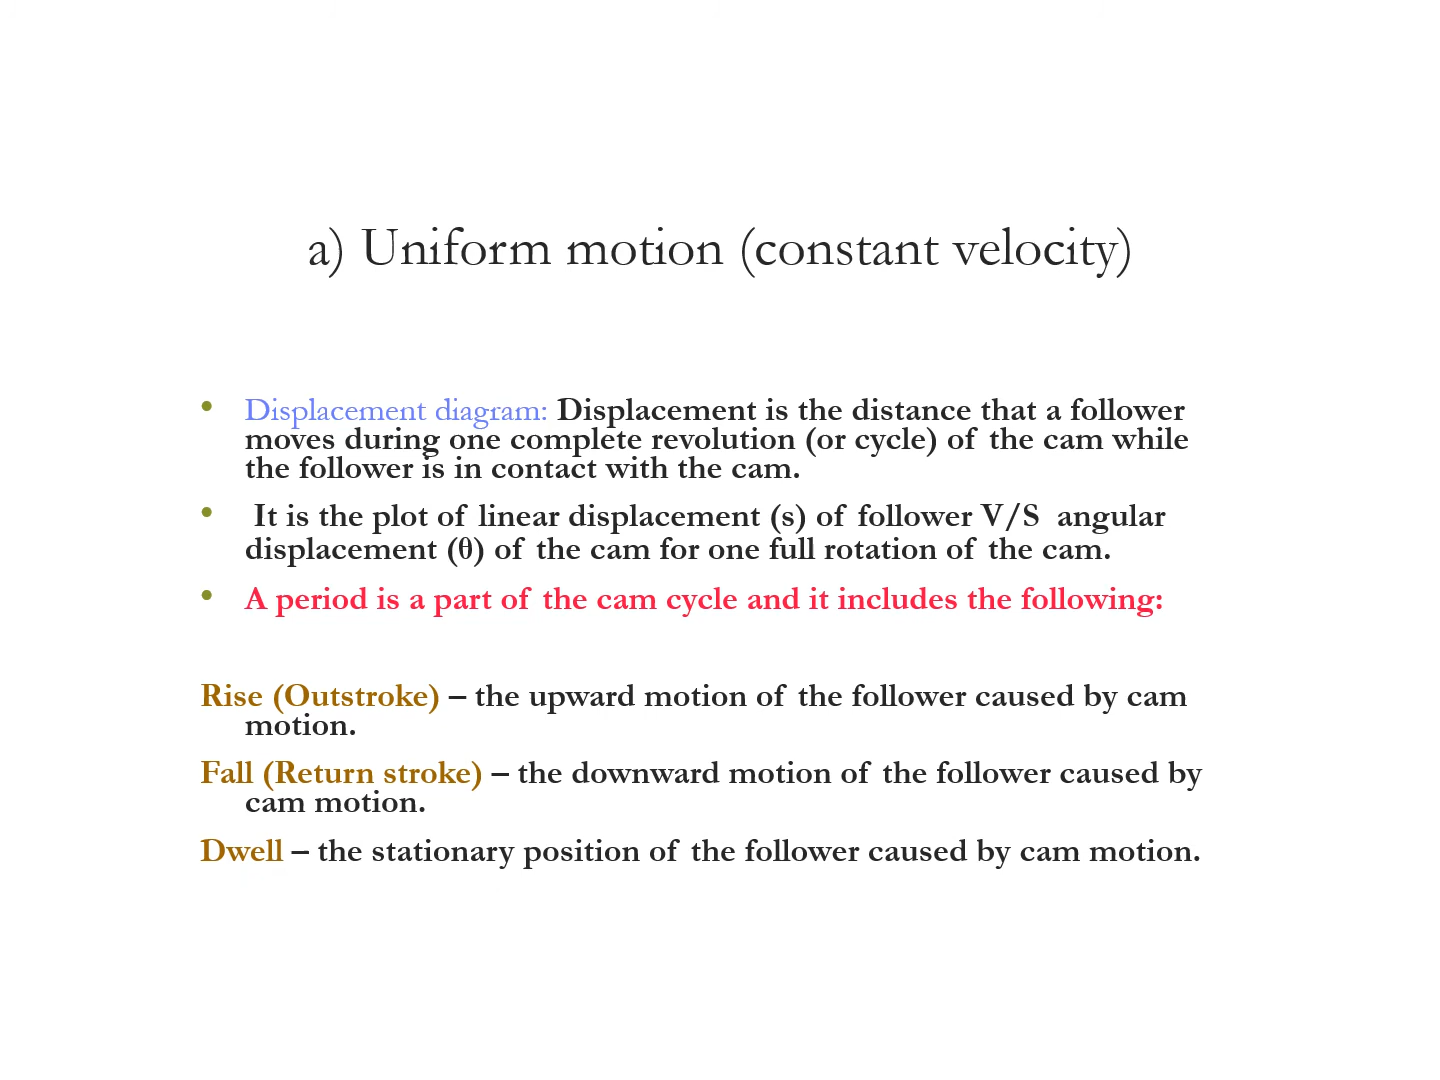 a) Uniform motion (constant velocity)
• Displacement diagram: Displacement is the distance that a follower
moves during one complete revolution (or cycle) of the cam while
the follower is in contact with the cam.
• It is the plot of linear displacement (s) of follower V/S angular
displacement (θ) of the cam for one full rotation of the cam.
• A period is a part of the cam cycle and it includes the following:
Rise (Outstroke) – the upward motion of the follower caused by cam
motion.
Fall (Return stroke) – the downward motion of the follower caused by
cam motion.
Dwell – the stationary position of the follower caused by cam motion.